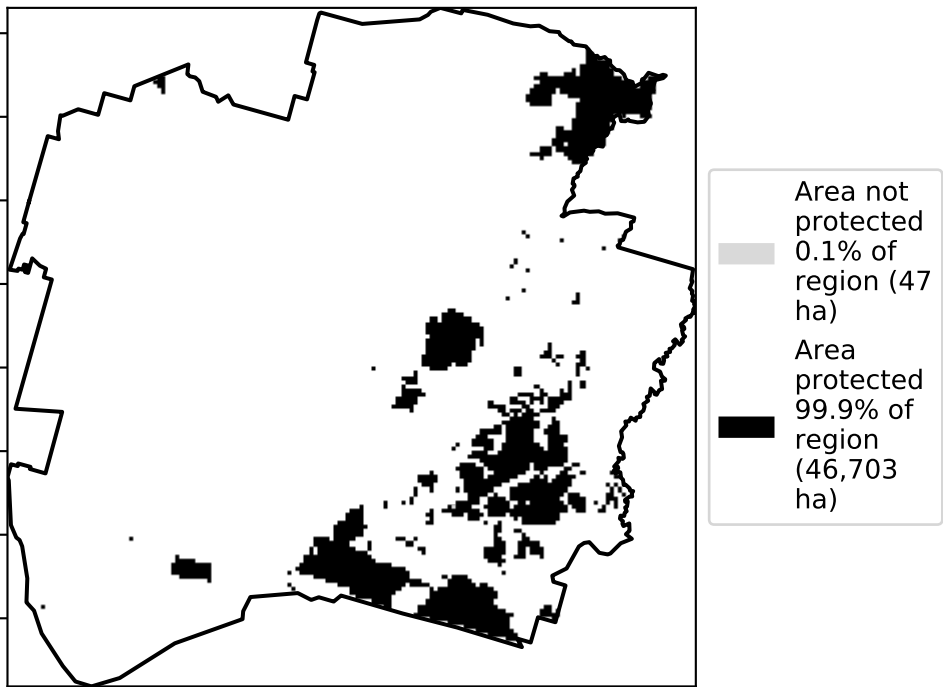 Area not
protected
0.1% of
region (47
ha)
Area
protected
99.9% of
region
(46,703
ha)